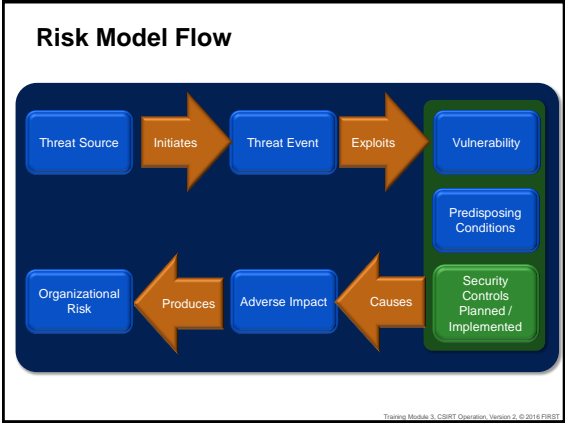 Risk Model Flow
Threat Source
Initiates
Threat Event
Exploits
Vulnerability
Predisposing
Conditions
Security
Controls
Planned /
Implemented
Causes
Adverse Impact
Produces
Organizational
Risk
Training Module 3, CSIRT Operation, Version 2, © 2016 FIRST